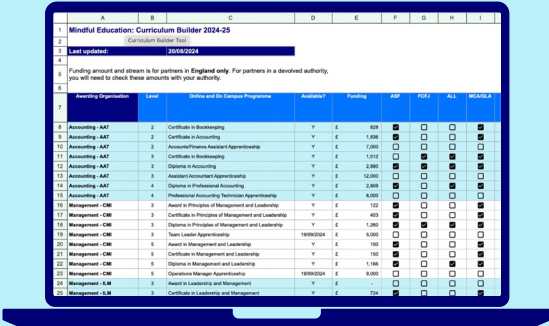 A B C D E F G H I
1 Mindful Education: Curriculum Builder 2024-25
2 Curriculum Builder Tool
3 Last updated: 20/08/2024
4
5 Funding amount and stream is for partners in England only. For partners in a devolved authority,
you will need to check these amounts with your authority.
6
7 Awarding Organisation Level Online and On Campus Programme Available? Funding ASF FCFJ ALL MCA/GLA
8 Accounting - AAT 2 Certificate in Bookkeeping Y £ 828
9 Accounting - AAT 2 Certificate in Accounting Y £ 1,836
10 Accounting - AAT 2 Accounts/Finance Assistant Apprenticeship Y £ 7,000
11 Accounting - AAT 3 Certificate in Bookkeeping Y £ 1,512
12 Accounting - AAT 3 Diploma in Accounting Y £
13 Accounting - AAT 3 Assistant Accountant Apprenticeship Y £ 12,000
14 Accounting - AAT 4 Diploma in Professional Accounting Y £ 2,808
15 Accounting - AAT 4 Professional Accounting Technician Apprenticeship Y £ 8,000
16 Management - CMI 3 Award in Principles of Management and Leadership Y £ 122
17 Management - CMI 3 Certificate in Principles of Management and Leadership Y £ 403
18 Management - CMI 3 Diploma in Principles of Management and Leadership Y £ 1,260
19 Management - CMI 3 Team Leader Apprenticeship 19/09/2024 £ 5,000
20 Management - CMI 5 Award in Management and Leadership Y £ 100
21 Management - CMI 5 Certificate in Management and Leadership Y £ 150
22 Management - CMI 5 Diploma in Management and Leadership Y £ 1,166
23 Management - CMI 5 Operations Manager Apprenticeship 19/09/2024 £ 9,000
24 Management - ILM 3 Award in Leadership and Management Y £ -
25 Management - ILM 3 Certificate in Leadership and Management Y £ 724